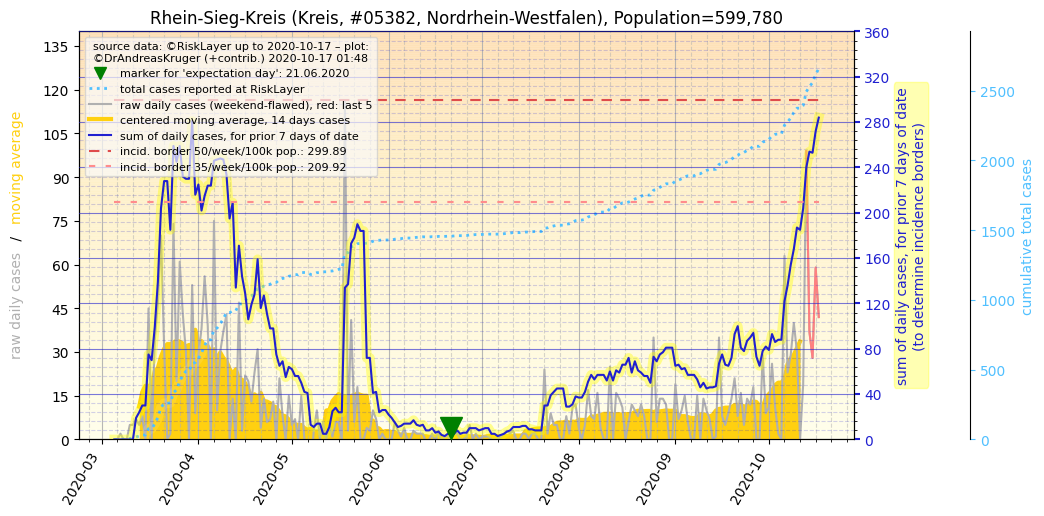 Rhein-Sieg-Kreis (Kreis, #05382, Nordrhein-Westfalen), Population=599,780
source data: ©RiskLayer up to 2020-10-17 – plot:
©DrAndreasKruger (+contrib.) 2020-10-17 01:48
marker for 'expectation day': 21.06.2020
total cases reported at RiskLayer
raw daily cases (weekend-flawed), red: last 5
centered moving average, 14 days cases
sum of daily cases, for prior 7 days of date
incid. border 50/week/100k pop.: 299.89
incid. border 35/week/100k pop.: 209.92
raw daily cases / moving average
135
120
105
90
75
60
45
30
15
0
360
320
280
240
200
160
120
80
40
0
sum of daily cases, for prior 7 days of date
(to determine incidence borders)
2500
2000
1500
1000
500
0
cumulative total cases
2020-03
2020-04
2020-05
2020-06
2020-07
2020-08
2020-09
2020-10